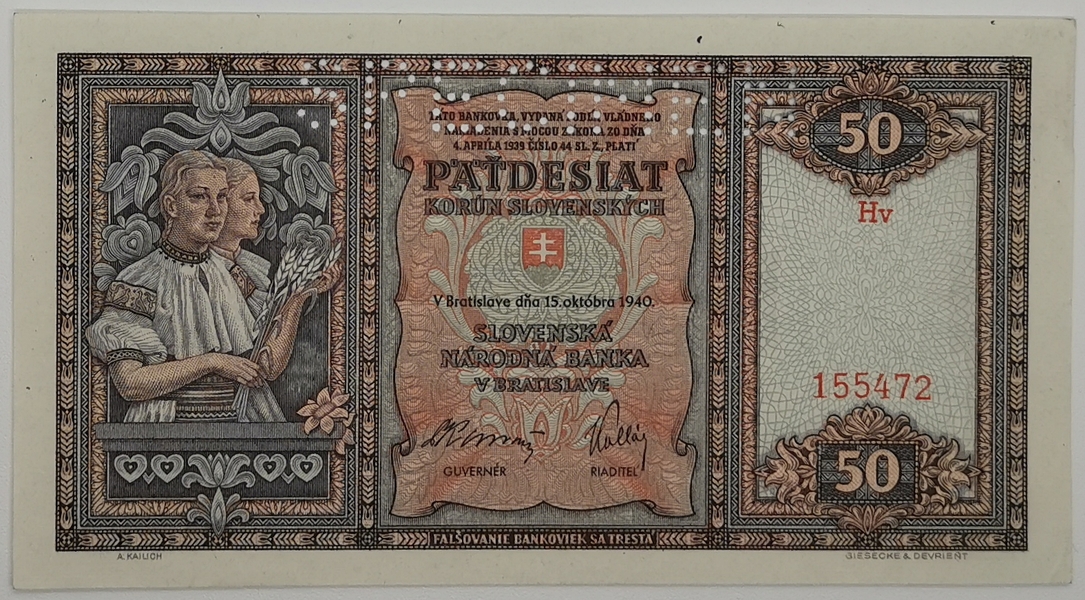 TÁTO BANKOVKA, VYDANÁ PODĽA VLÁDNEHO
NARIADENIA S MOCOU ZÁKONA ZO DŇA
4. APRÍLA 1939 ČÍSLO 44 SL. Z., PLATÍ
PÄŤDESIAT
KORÚN SLOVENSKÝCH
V Bratislave dňa 15. októbra 1940.
SLOVENSKÁ
NÁRODNÁ BANKA
V BRATISLAVE
GUVERNÉR RIADITEĽ
FALŠOVANIE BANKOVIEK SA TRESTÁ
50
Hv
155472
50
A. KAILICH
GIESECKE & DEVRIENT